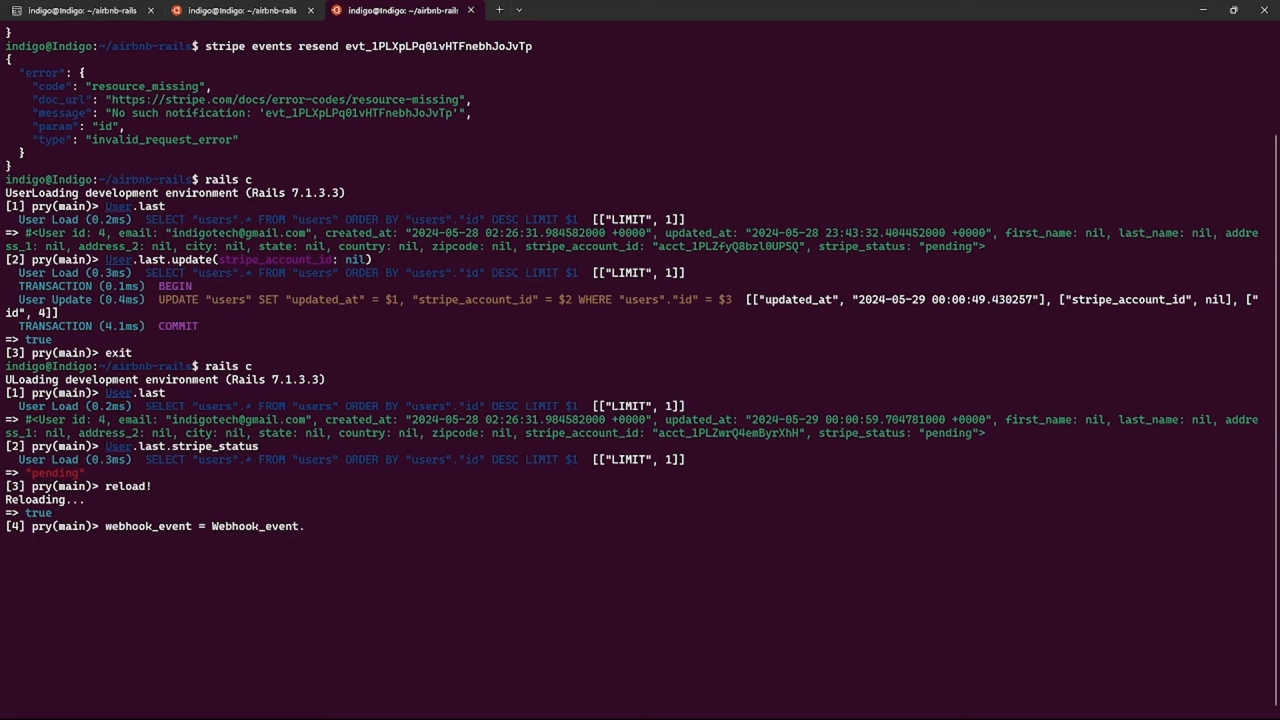 indigo@Indigo: ~/airbnb-rails
indigo@Indigo: ~/airbnb-rails
indigo@Indigo: ~/airbnb-rails
}
indigo@Indigo:~/airbnb-rails$ stripe events resend evt_1PLXpLPq01vHTFnebhJoJvTp
{
  "error": {
    "code": "resource_missing",
    "doc_url": "https://stripe.com/docs/error-codes/resource-missing",
    "message": "No such notification: 'evt_1PLXpLPq01vHTFnebhJoJvTp'",
    "param": "id",
    "type": "invalid_request_error"
  }
}
indigo@Indigo:~/airbnb-rails$ rails c
UserLoading development environment (Rails 7.1.3.3)
[1] pry(main)> User.last
  User Load (0.2ms)  SELECT "users".* FROM "users" ORDER BY "users"."id" DESC LIMIT $1  [["LIMIT", 1]]
=> #<User id: 4, email: "indigotech@gmail.com", created_at: "2024-05-28 02:26:31.984582000 +0000", updated_at: "2024-05-28 23:43:32.404452000 +0000", first_name: nil, last_name: nil, addre
ss_1: nil, address_2: nil, city: nil, state: nil, country: nil, zipcode: nil, stripe_account_id: "acct_1PLZfyQ8bzl0UPSQ", stripe_status: "pending">
[2] pry(main)> User.last.update(stripe_account_id: nil)
  User Load (0.3ms)  SELECT "users".* FROM "users" ORDER BY "users"."id" DESC LIMIT $1  [["LIMIT", 1]]
  TRANSACTION (0.1ms)  BEGIN
  User Update (0.4ms)  UPDATE "users" SET "updated_at" = $1, "stripe_account_id" = $2 WHERE "users"."id" = $3  [["updated_at", "2024-05-29 00:00:49.430257"], ["stripe_account_id", nil], ["
id", 4]]
  TRANSACTION (4.1ms)  COMMIT
=> true
[3] pry(main)> exit
indigo@Indigo:~/airbnb-rails$ rails c
ULoading development environment (Rails 7.1.3.3)
[1] pry(main)> User.last
  User Load (0.2ms)  SELECT "users".* FROM "users" ORDER BY "users"."id" DESC LIMIT $1  [["LIMIT", 1]]
=> #<User id: 4, email: "indigotech@gmail.com", created_at: "2024-05-28 02:26:31.984582000 +0000", updated_at: "2024-05-29 00:00:59.704781000 +0000", first_name: nil, last_name: nil, addre
ss_1: nil, address_2: nil, city: nil, state: nil, country: nil, zipcode: nil, stripe_account_id: "acct_1PLZwrQ4emByrXhH", stripe_status: "pending">
[2] pry(main)> User.last.stripe_status
  User Load (0.3ms)  SELECT "users".* FROM "users" ORDER BY "users"."id" DESC LIMIT $1  [["LIMIT", 1]]
=> "pending"
[3] pry(main)> reload!
Reloading...
=> true
[4] pry(main)> webhook_event = Webhook_event.